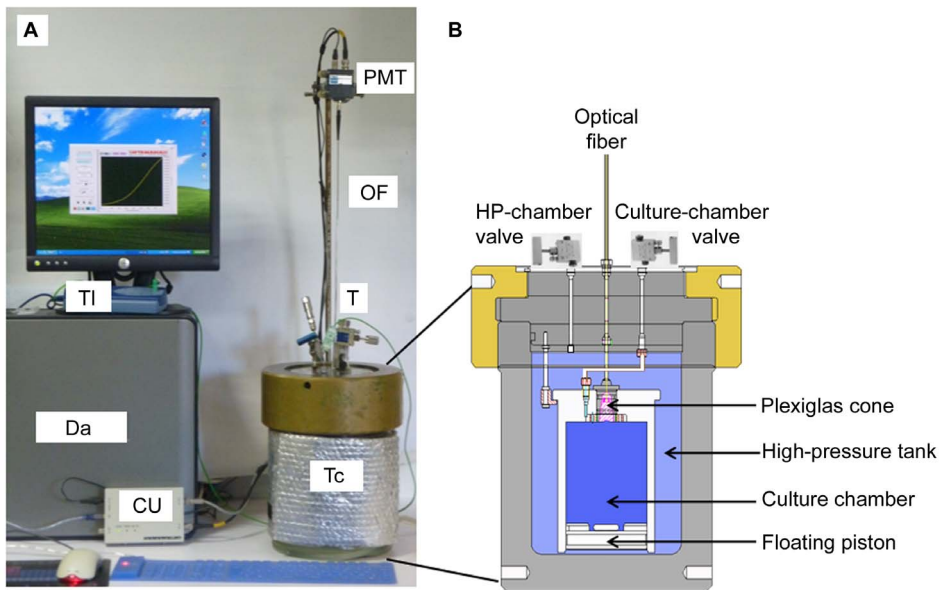 A
B
PMT
Optical
fiber
OF
HP-chamber
valve
Culture-chamber
valve
TI
T
Plexiglas cone
Da
High-pressure tank
Tc
CU
Culture chamber
Floating piston